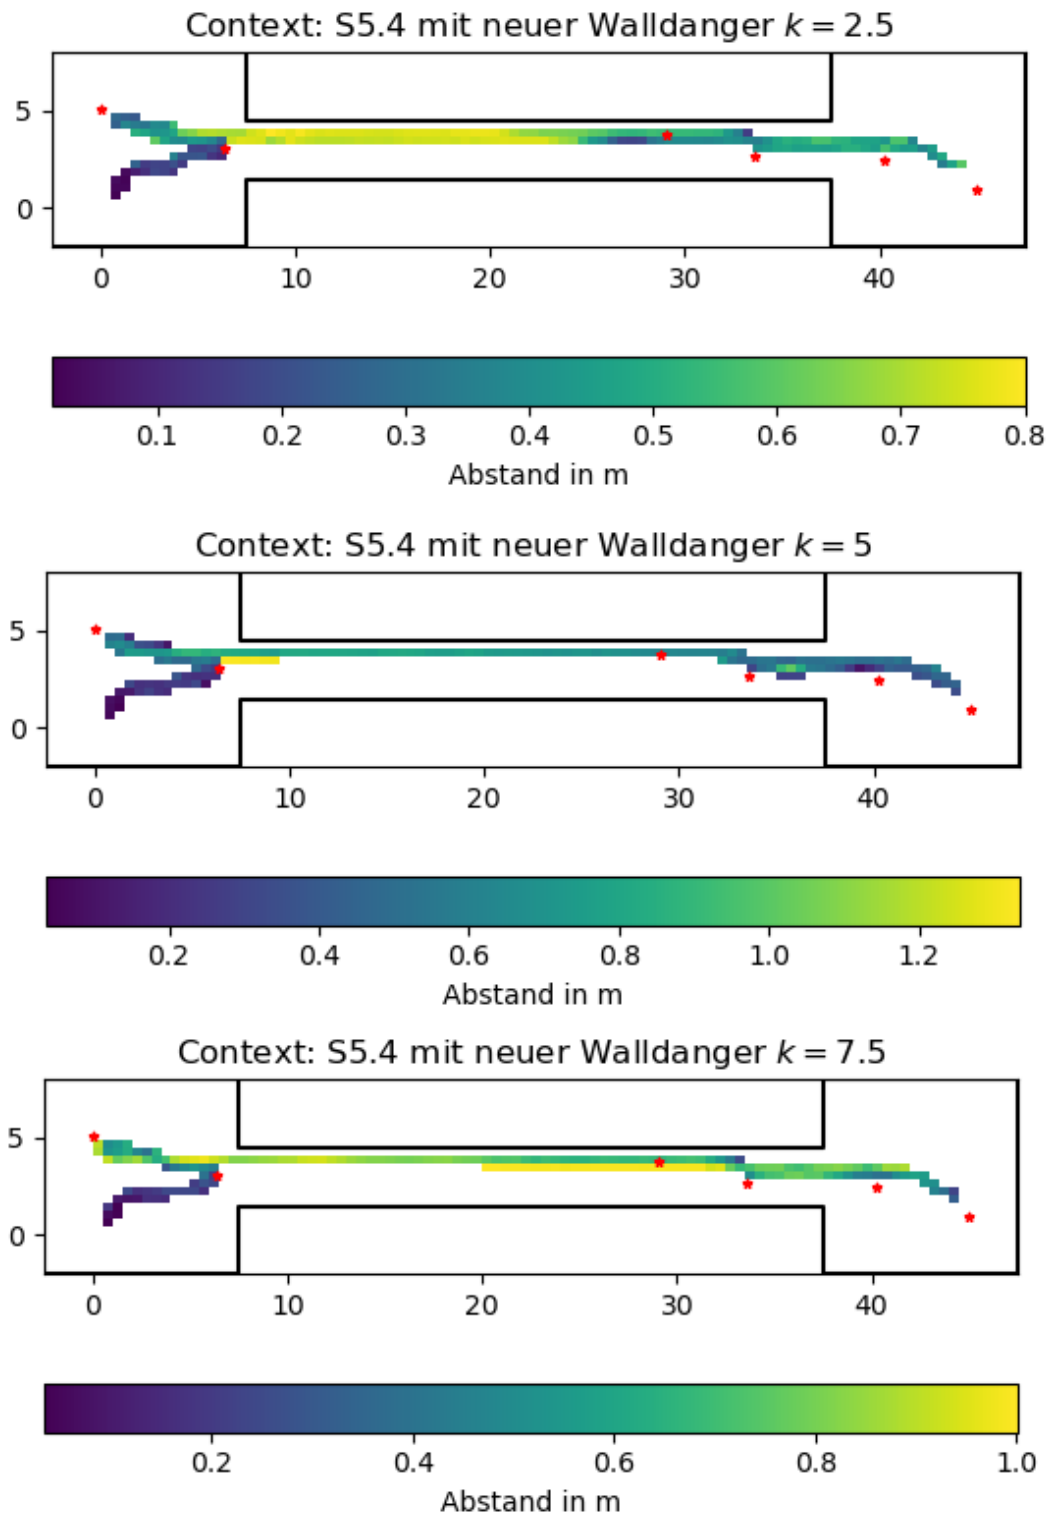 Context: S5.4 mit neuer Walldanger k = 2.5
5
0
0 10 20 30 40
0.1 0.2 0.3 0.4 0.5 0.6 0.7 0.8
Abstand in m
Context: S5.4 mit neuer Walldanger k = 5
5
0
0 10 20 30 40
0.2 0.4 0.6 0.8 1.0 1.2
Abstand in m
Context: S5.4 mit neuer Walldanger k = 7.5
5
0
0 10 20 30 40
0.2 0.4 0.6 0.8 1.0
Abstand in m